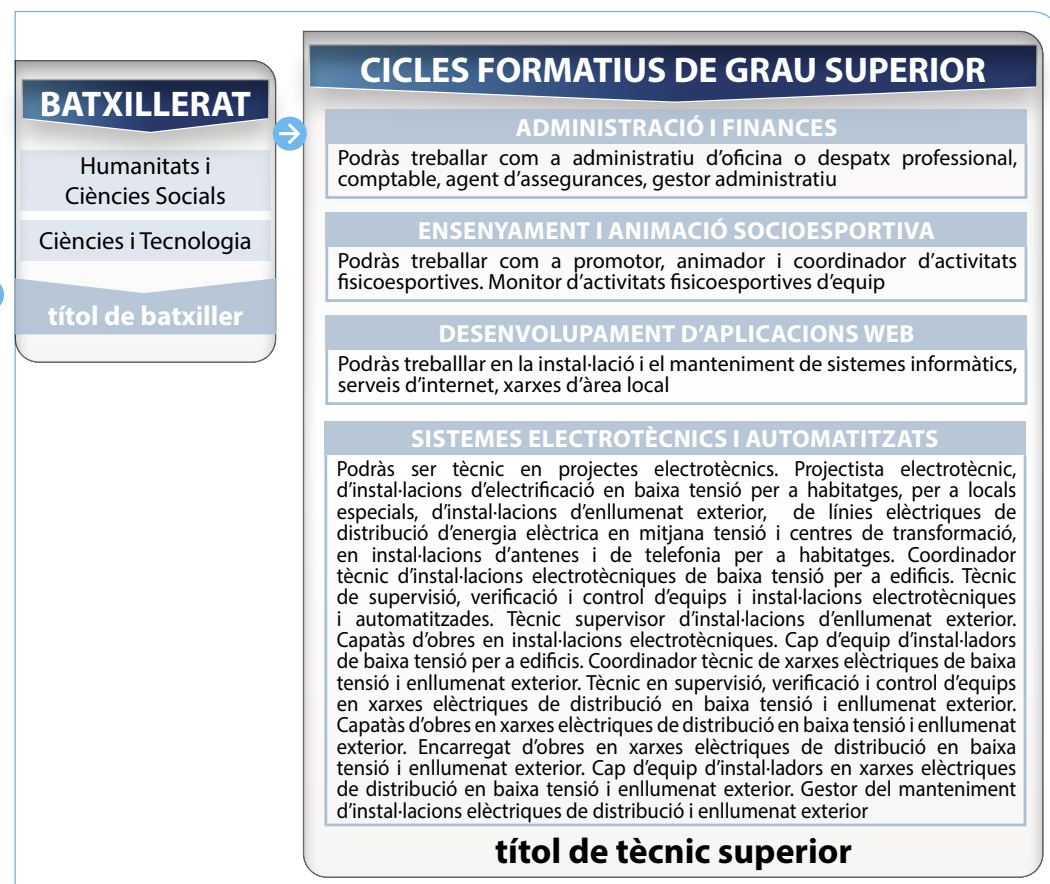 BATXILLERAT
Humanitats i
Ciències Socials
Ciències i Tecnologia
títol de batxiller
CICLES FORMATIUS DE GRAU SUPERIOR
ADMINISTRACIÓ I FINANCES
Podràs treballar com a administratiu d'oficina o despatx professional,
comptable, agent d'assegurances, gestor administratiu
ENSENYAMENT I ANIMACIÓ SOCIOESPORTIVA
Podràs treballar com a promotor, animador i coordinador d'activitats
fisicoesportives. Monitor d'activitats fisicoesportives d'equip
DESENVOLUPAMENT D'APLICACIONS WEB
Podràs treballlar en la instal·lació i el manteniment de sistemes informàtics,
serveis d'internet, xarxes d'àrea local
SISTEMES ELECTROTÈCNICS I AUTOMATITZATS
Podràs ser tècnic en projectes electrotècnics. Projectista electrotècnic,
d'instal·lacions d'electrificació en baixa tensió per a habitatges, per a locals
especials, d'instal·lacions d'enllumenat exterior, de línies elèctriques de
distribució d'energia elèctrica en mitjana tensió i centres de transformació,
en instal·lacions d'antenes i de telefonia per a habitatges. Coordinador
tècnic d'instal·lacions electrotècniques de baixa tensió per a edificis. Tècnic
de supervisió, verificació i control d'equips i instal·lacions electrotècniques
i automatitzades. Tècnic supervisor d'instal·lacions d'enllumenat exterior.
Capatàs d'obres en instal·lacions electrotècniques. Cap d'equip d'instal·ladors
de baixa tensió per a edificis. Coordinador tècnic de xarxes elèctriques de baixa
tensió i enllumenat exterior. Tècnic en supervisió, verificació i control d'equips
en xarxes elèctriques de distribució en baixa tensió i enllumenat exterior.
Capatàs d'obres en xarxes elèctriques de distribució en baixa tensió i enllumenat
exterior. Encarregat d'obres en xarxes elèctriques de distribució en baixa
tensió i enllumenat exterior. Cap d'equip d'instal·ladors en xarxes elèctriques
de distribució en baixa tensió i enllumenat exterior. Gestor del manteniment
d'instal·lacions elèctriques de distribució i enllumenat exterior
títol de tècnic superior